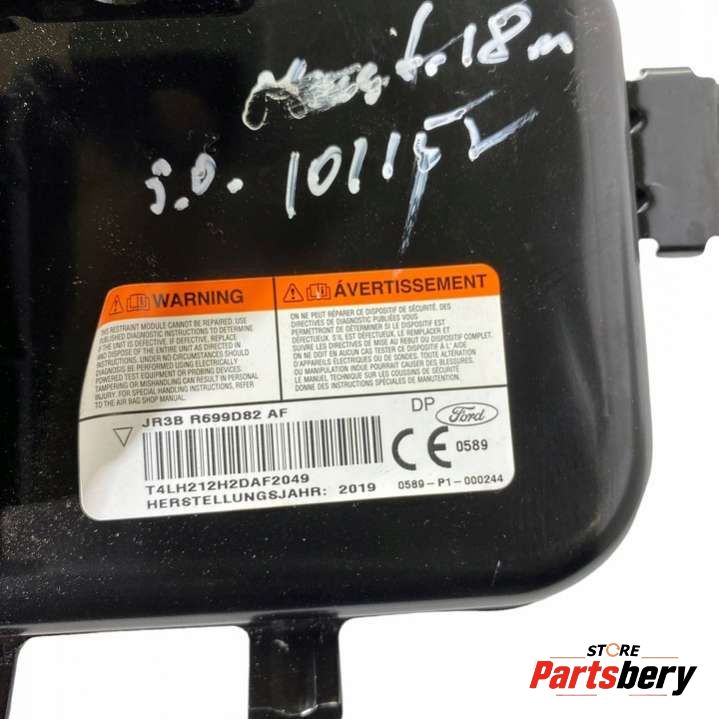 18 m
S.O. 10115
WARNING
THIS RESTRAINT MODULE CANNOT BE REPAIRED. USE
PUBLISHED DIAGNOSTIC INSTRUCTIONS TO DETERMINE
IF THE UNIT IS DEFECTIVE. IF DEFECTIVE, REPLACE
AND DISPOSE OF THE ENTIRE UNIT AS DIRECTED IN
INSTRUCTIONS. UNDER NO CIRCUMSTANCES SHOULD
DIAGNOSIS BE PERFORMED USING ELECTRICALLY
POWERED TEST EQUIPMENT OR PROBING DEVICES.
TAMPERING OR MISHANDLING CAN RESULT IN PERSONAL
INJURY. FOR SPECIAL HANDLING INSTRUCTIONS, REFER
TO THE AIR BAG SHOP MANUAL.
ÁVERTISSEMENT
ON NE PEUT RÉPARER CE DISPOSITIF DE SÉCURITÉ. DES
DIRECTIVES DE DIAGNOSTIC PUBLIÉES VOUS
PERMETTRONT DE DÉTERMINER SI LE DISPOSITIF EST
DÉFECTUEUX. S'IL EST DÉFECTUEUX, LE REMPLACER ET
SUIVRE LES DIRECTIVES DE MISE AU REBUT DU DISPOSITIF COMPLET.
ON NE DOIT EN AUCUN CAS TESTER CE DISPOSITIF À L'AIDE
D'APPAREILS ÉLECTRIQUES OU DE SONDES. TOUTE ALTÉRATION
OU MANIPULATION INDUE POURRAIT CAUSER DES BLESSURES.
LE MANUEL TECHNIQUE SUR LES COUSSINS DE SÉCURITÉ
DONNE DES INSTRUCTIONS SPÉCIALES DE MANUTENTION.
JR3B R699D82 AF
DP Ford
CE 0589
T4LH212H2DAF2049
HERSTELLUNGSJAHR: 2019
0589-P1-000244
STORE
Partsbery